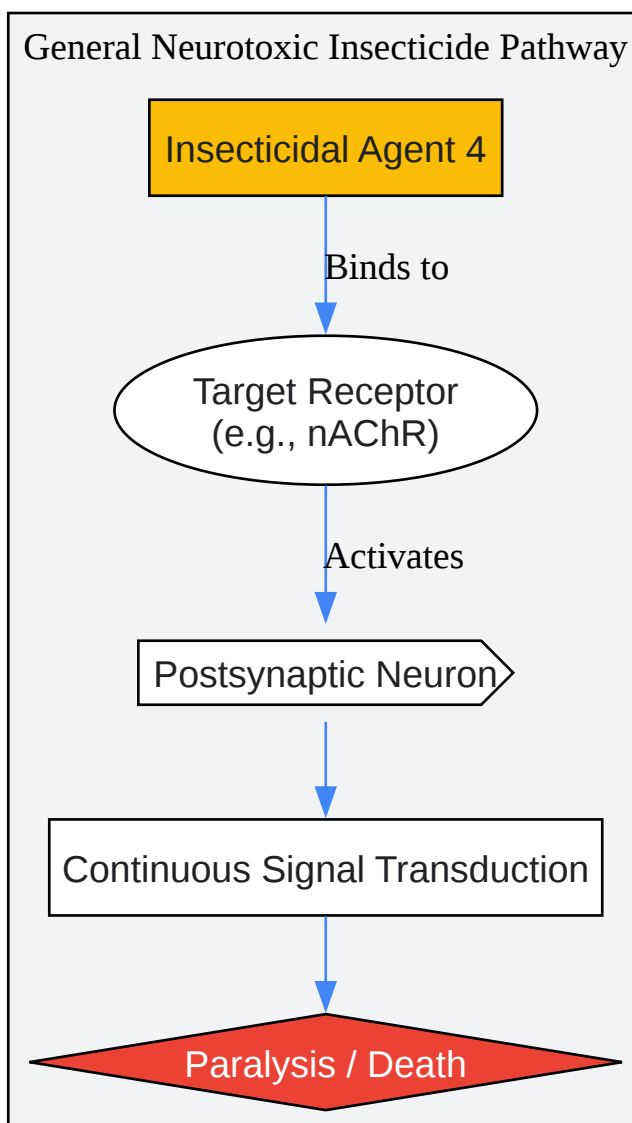 General Neurotoxic Insecticide Pathway
Insecticidal Agent 4
Binds to
Target Receptor
(e.g., nAChR)
Activates
Postsynaptic Neuron
Continuous Signal Transduction
Paralysis / Death